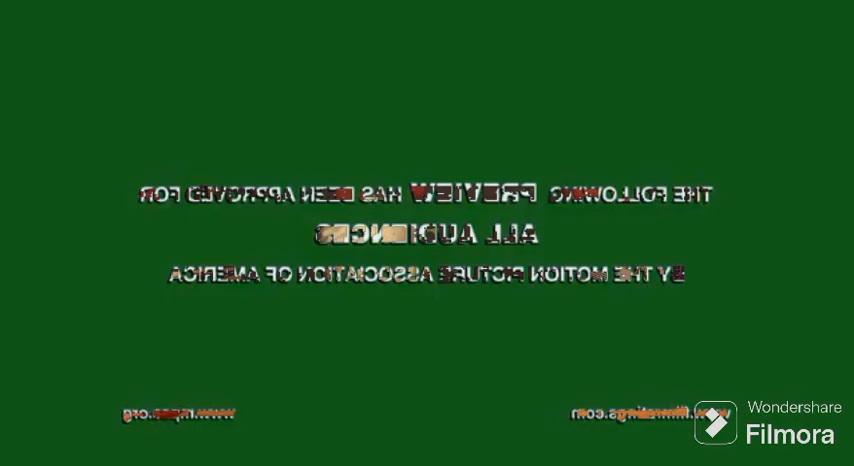 THE FOLLOWING PREVIEW HAS BEEN APPROVED FOR
ALL AUDIENCES
BY THE MOTION PICTURE ASSOCIATION OF AMERICA
www.filmratings.com
www.mpaa.org
Wondershare
Filmora